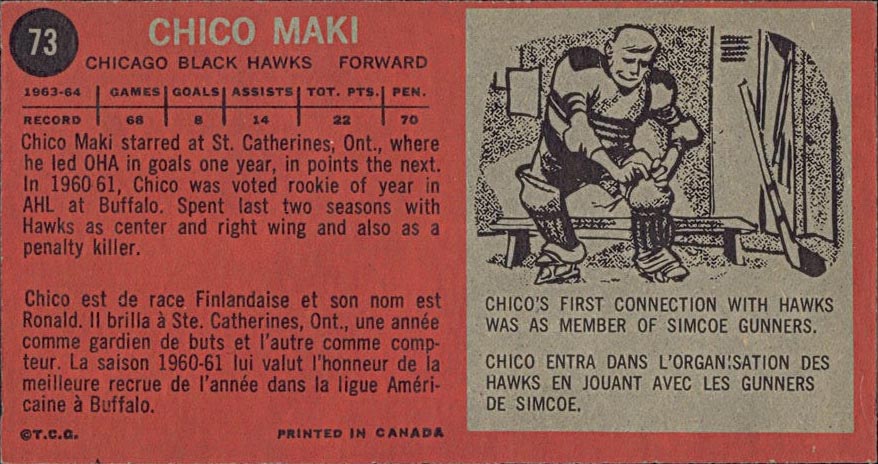 73
CHICO MAKI
CHICAGO BLACK HAWKS FORWARD
1963-64 GAMES GOALS ASSISTS TOT. PTS. PEN.
RECORD 68 8 14 22 70
Chico Maki starred at St. Catherines, Ont., where
he led OHA in goals one year, in points the next.
In 1960-61, Chico was voted rookie of year in
AHL at Buffalo. Spent last two seasons with
Hawks as center and right wing and also as a
penalty killer.
Chico est de race Finlandaise et son nom est
Ronald. Il brilla à Ste. Catherines, Ont., une année
comme gardien de buts et l'autre comme comp-
teur. La saison 1960-61 lui valut l'honneur de la
meilleure recrue de l'année dans la ligue Améri-
caine à Buffalo.
©T.C.G. PRINTED IN CANADA
CHICO'S FIRST CONNECTION WITH HAWKS
WAS AS MEMBER OF SIMCOE GUNNERS.
CHICO ENTRA DANS L'ORGANISATION DES
HAWKS EN JOUANT AVEC LES GUNNERS
DE SIMCOE.